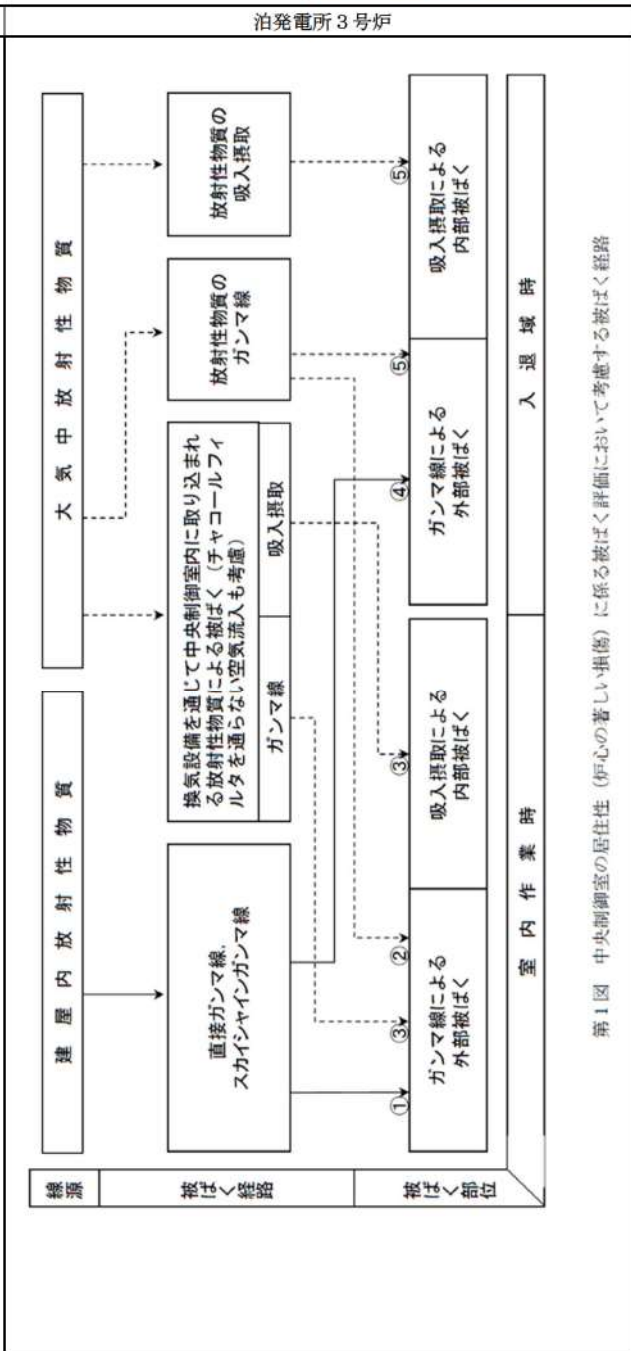 泊発電所3号炉
線源
建屋内放射性物質
大気中放射性物質
被ばく経路
直接ガンマ線,
スカイシャインガンマ線
換気設備を通じて中央制御室内に取り込まれ
る放射性物質による被ばく（チャコールフィ
ルタを通らない空気流入も考慮）
ガンマ線
吸入摂取
放射性物質の
ガンマ線
放射性物質の
吸入摂取
①
③
②
③
④
⑤
⑤
被ばく部位
ガンマ線による
外部被ばく
吸入摂取による
内部被ばく
ガンマ線による
外部被ばく
吸入摂取による
内部被ばく
室内作業時
入退域時
第1図 中央制御室の居住性（炉心の著しい損傷）に係る被ばく評価において考慮する被ばく経路